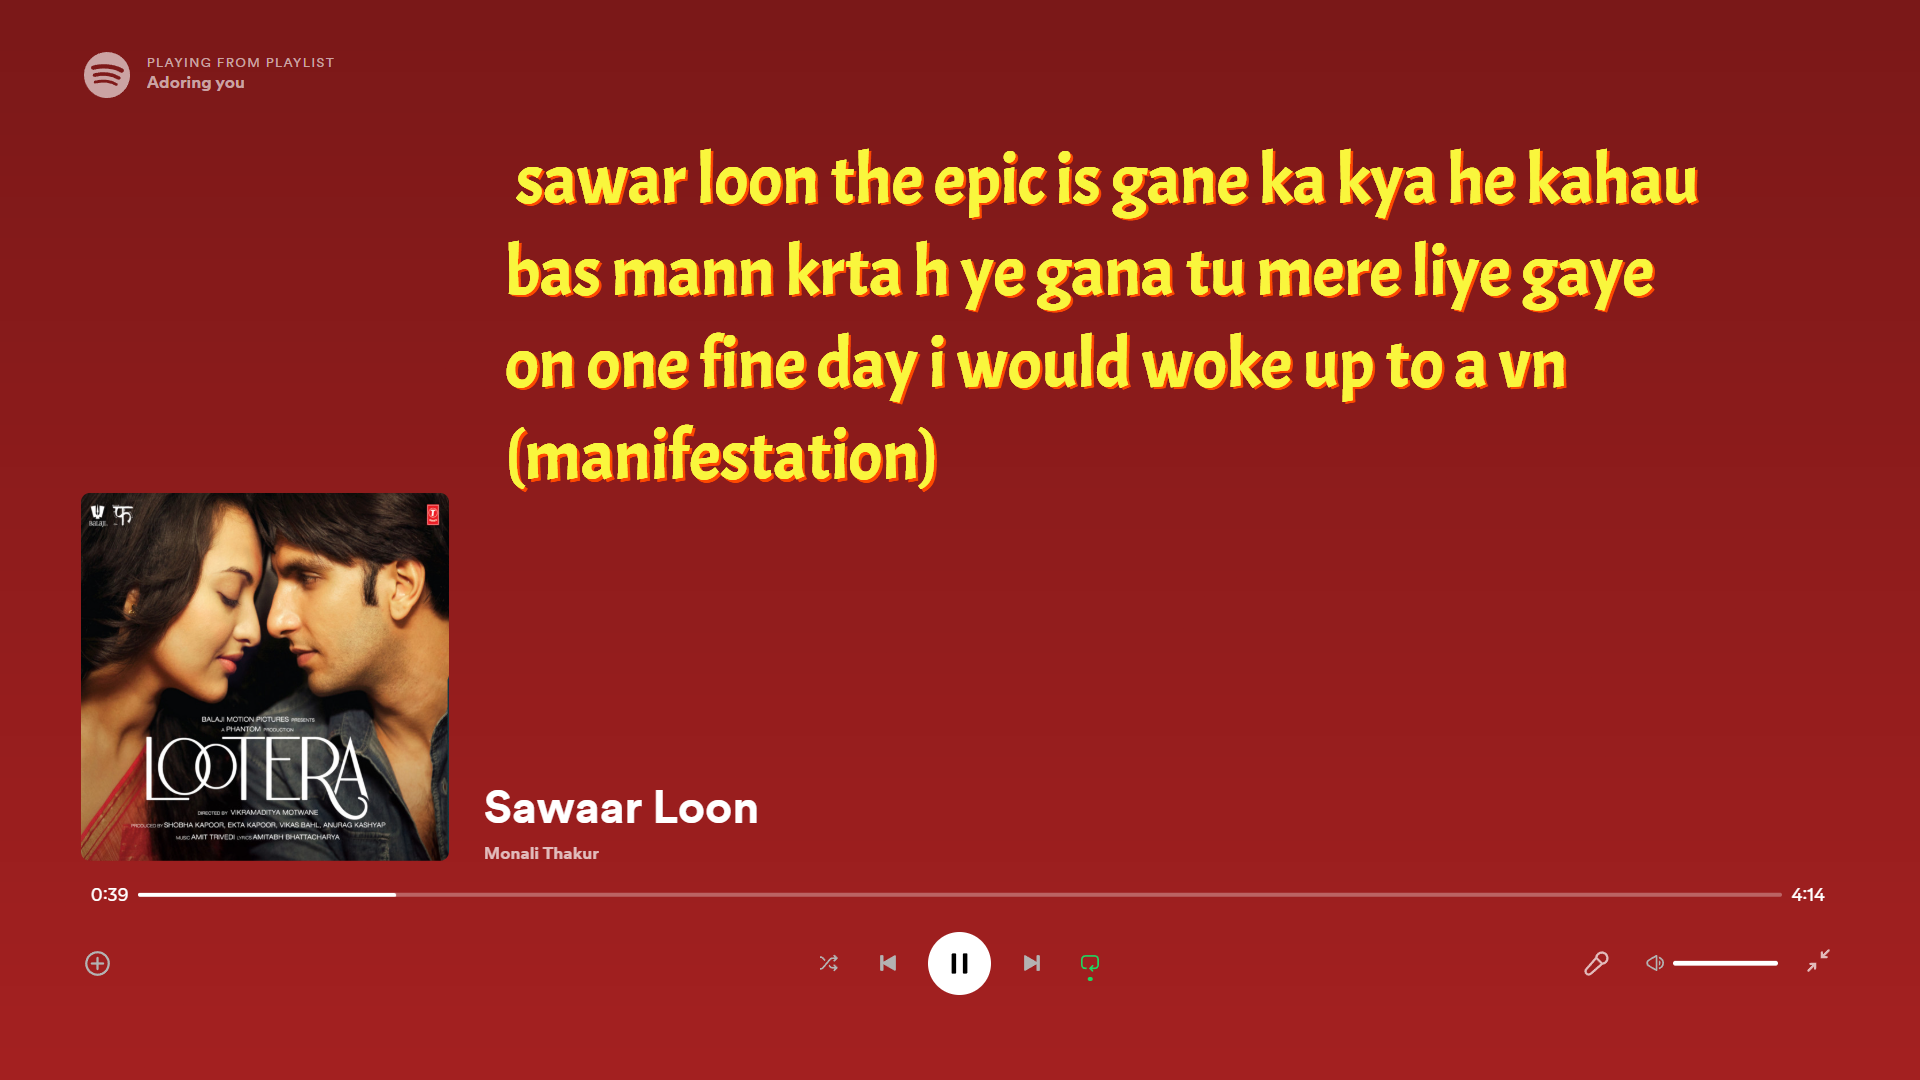 PLAYING FROM PLAYLIST
Adoring you
sawar loon the epic is gane ka kya he kahau
bas mann krta h ye gana tu mere liye gaye
on one fine day i would woke up to a vn
(manifestation)
BALAJI
फ
T
BALAJI MOTION PICTURES PRESENTS
A PHANTOM PRODUCTION
LOOTERA
DIRECTED BY VIKRAMADITYA MOTWANE
PRODUCED BY SHOBHA KAPOOR, EKTA KAPOOR, VIKAS BAHL, ANURAG KASHYAP
MUSIC AMIT TRIVEDI LYRICS AMITABH BHATTACHARYA
Sawaar Loon
Monali Thakur
0:39
4:14